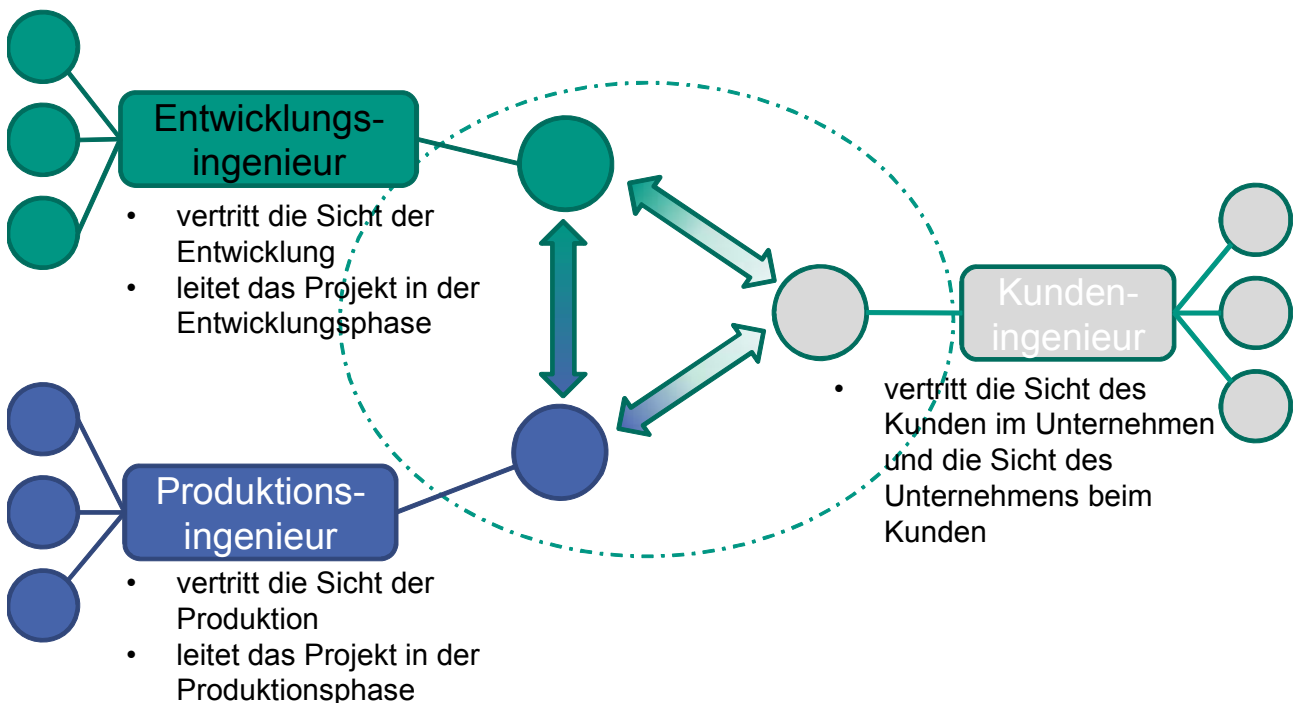 Entwicklungs-
ingenieur
• vertritt die Sicht der
Entwicklung
• leitet das Projekt in der
Entwicklungsphase
Produktions-
ingenieur
• vertritt die Sicht der
Produktion
• leitet das Projekt in der
Produktionsphase
Kunden-
ingenieur
• vertritt die Sicht des
Kunden im Unternehmen
und die Sicht des
Unternehmens beim
Kunden